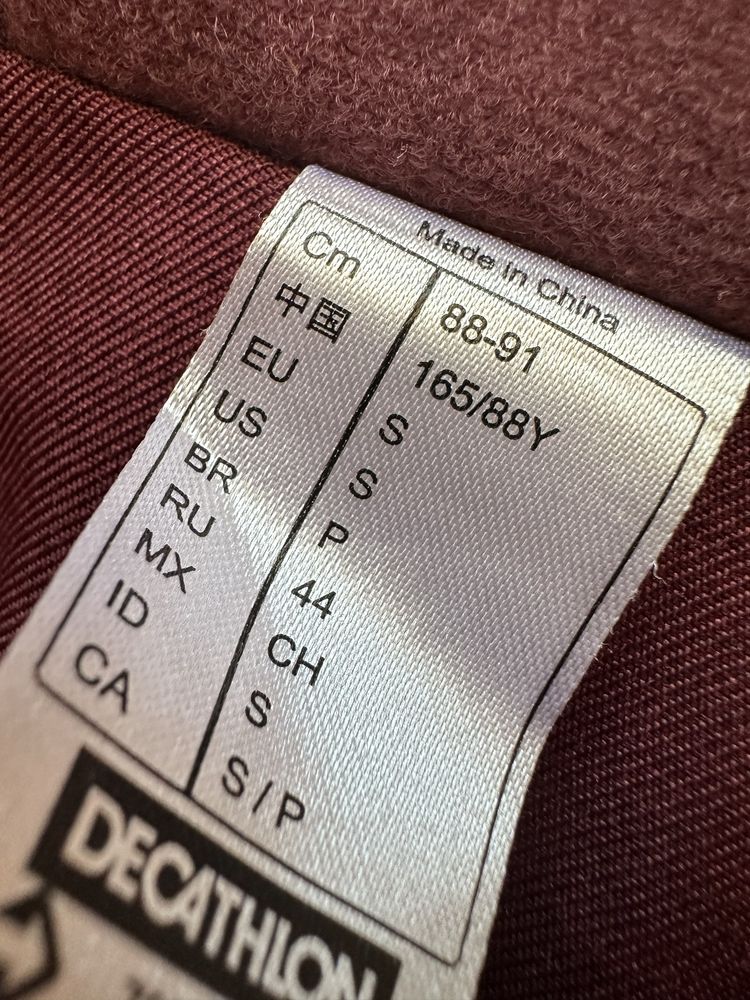 Made in China
Cm 88-91
中国 165/88Y
EU S
US S
BR P
RU 44
MX CH
ID S
CA S/P
DECATHLON